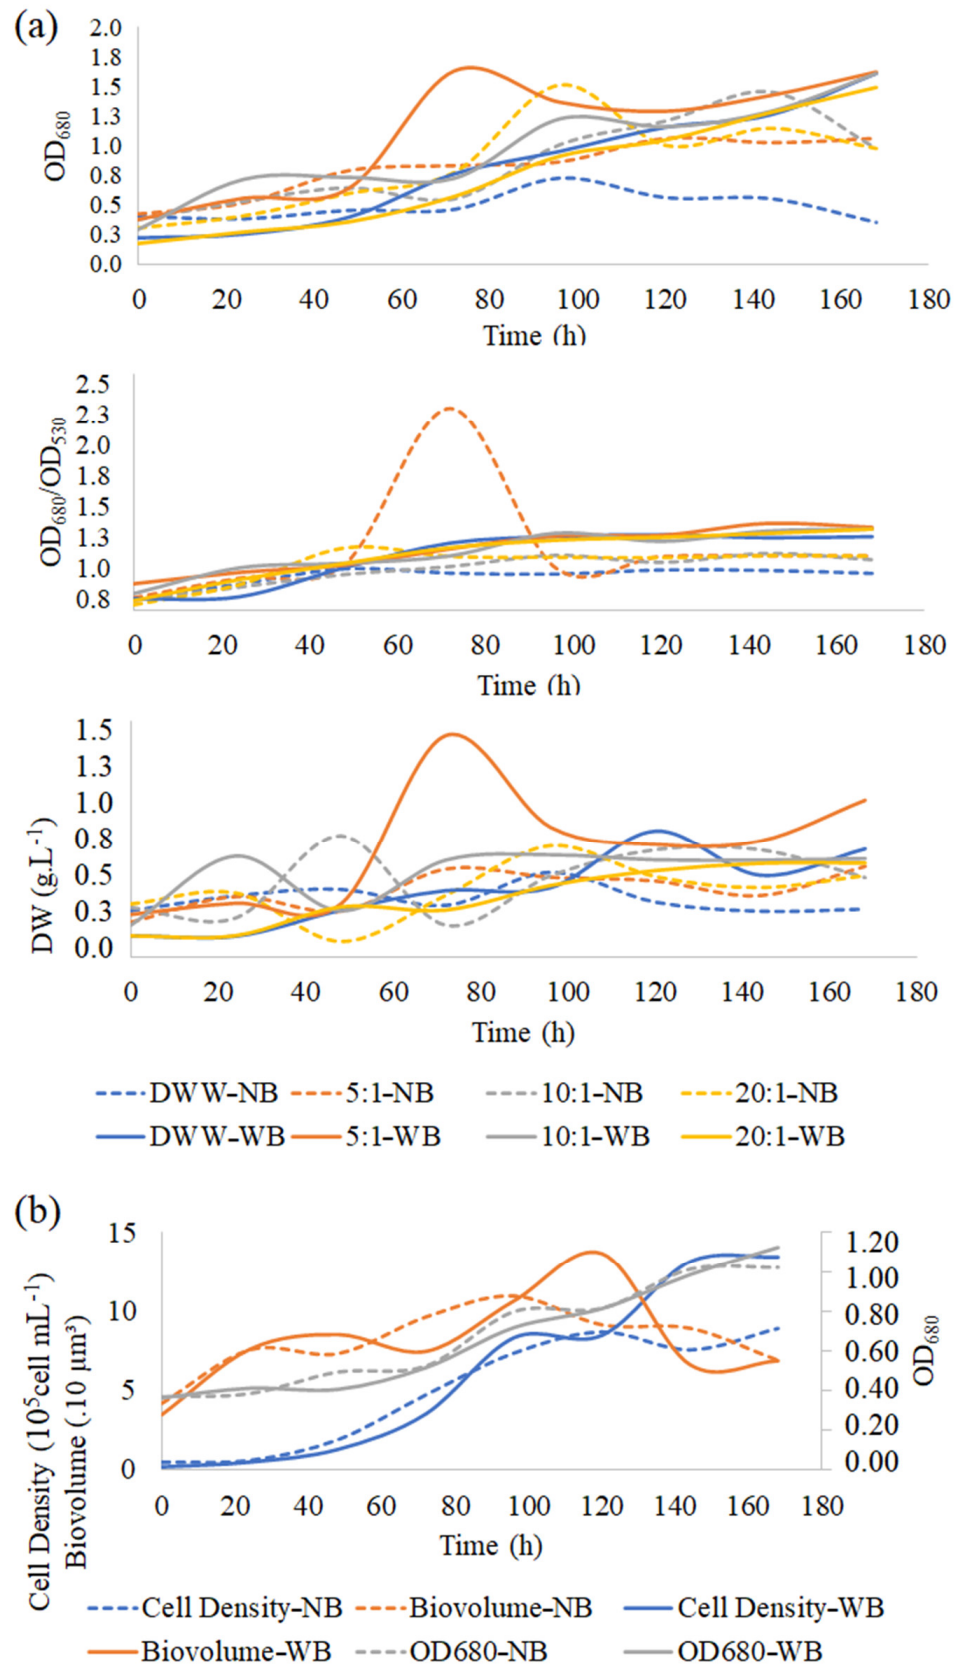 (a)
2.0
1.8
1.5
1.3
1.0
0.8
0.5
0.3
0.0
OD680
0 20 40 60 80 100 120 140 160 180
Time (h)
2.5
2.3
2.0
1.8
1.5
1.3
1.0
0.8
OD680/OD530
0 20 40 60 80 100 120 140 160 180
Time (h)
1.5
1.3
1.0
0.8
0.5
0.3
0.0
DW (g.L-1)
0 20 40 60 80 100 120 140 160 180
Time (h)
DWW-NB 5:1-NB 10:1-NB 20:1-NB
DWW-WB 5:1-WB 10:1-WB 20:1-WB
(b)
15
10
5
0
Cell Density (10⁵cell mL-1)
Biovolume (.10 µm³)
1.20
1.00
0.80
0.60
0.40
0.20
0.00
OD680
0 20 40 60 80 100 120 140 160 180
Time (h)
Cell Density-NB Biovolume-NB Cell Density-WB
Biovolume-WB OD680-NB OD680-WB